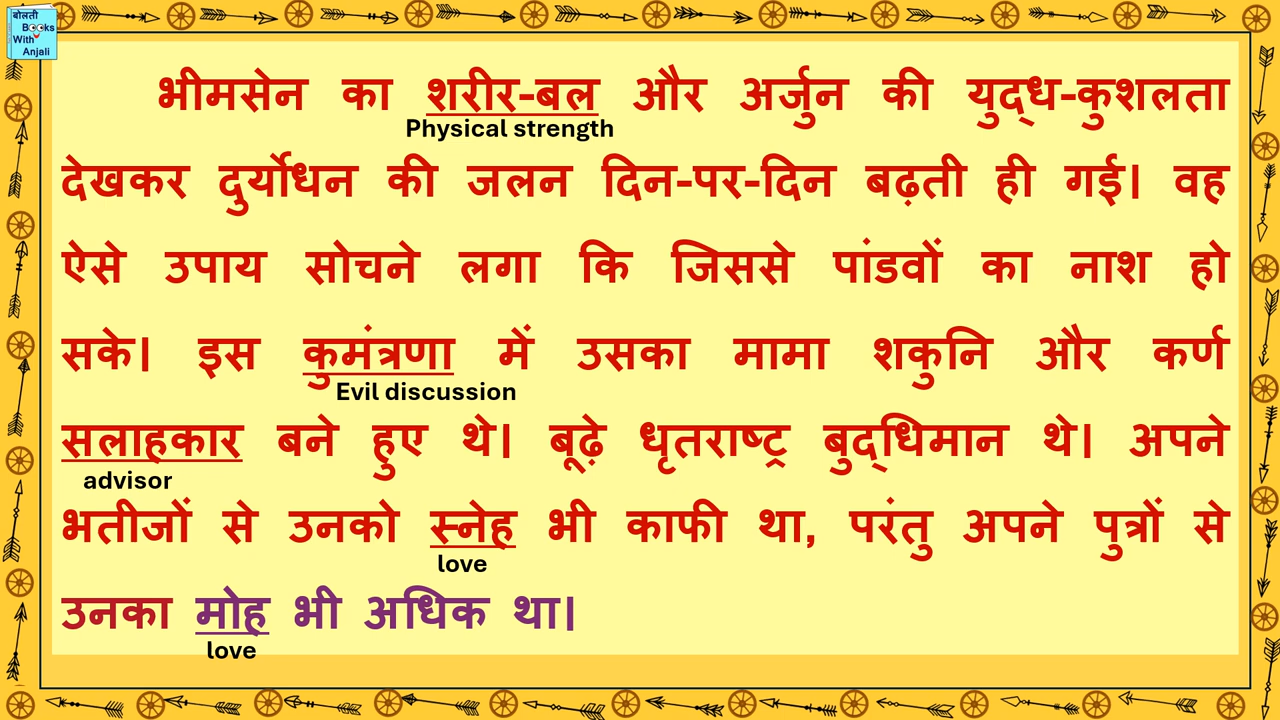 बोलती
Books
With
Anjali
भीमसेन का शरीर-बल और अर्जुन की युद्ध-कुशलता
Physical strength
देखकर दुर्योधन की जलन दिन-पर-दिन बढ़ती ही गई। वह
ऐसे उपाय सोचने लगा कि जिससे पांडवों का नाश हो
सके। इस कुमंत्रणा में उसका मामा शकुनि और कर्ण
Evil discussion
सलाहकार बने हुए थे। बूढ़े धृतराष्ट्र बुद्धिमान थे। अपने
advisor
भतीजों से उनको स्नेह भी काफी था, परंतु अपने पुत्रों से
love
उनका मोह भी अधिक था।
love